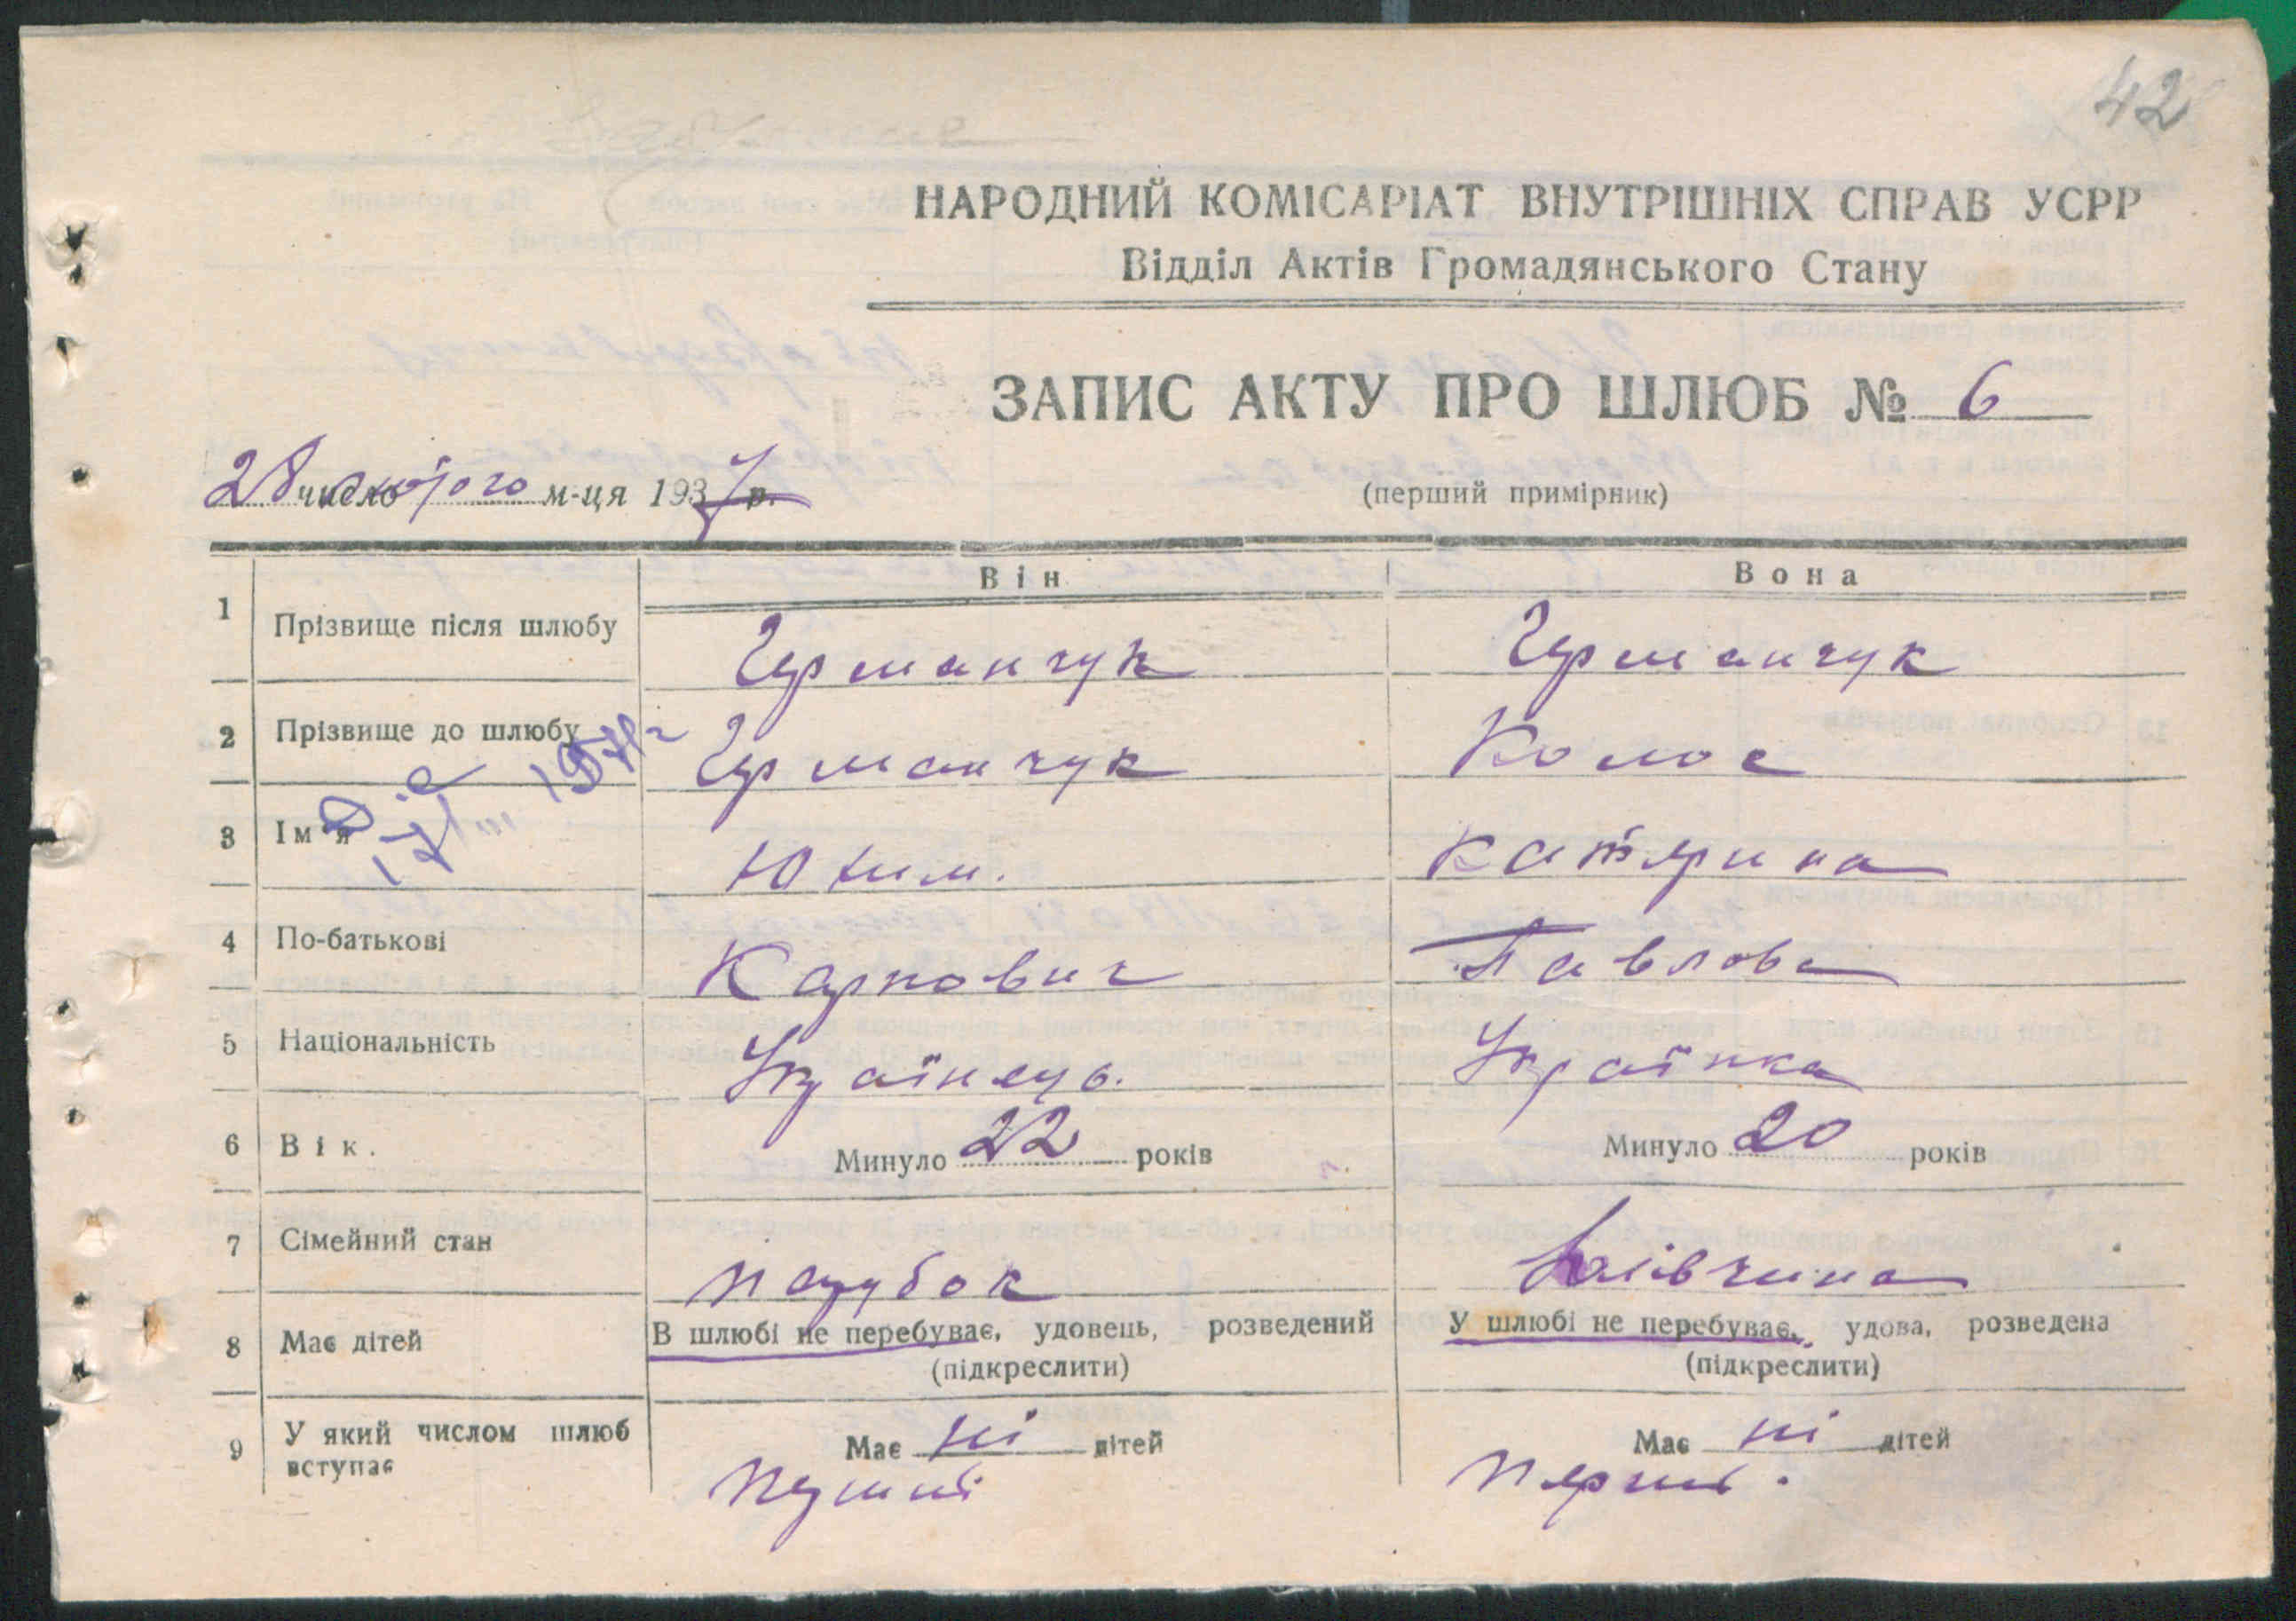 42
НАРОДНИЙ КОМІСАРІАТ ВНУТРІШНІХ СПРАВ УСРР
Відділ Актів Громадянського Стану
ЗАПИС АКТУ ПРО ШЛЮБ № 6
28 число лютого м-ця 1937 р.
(перший примірник)
Він Вона
1 Прізвище після шлюбу Германчук Германчук
2 Прізвище до шлюбу Германчук Колос
3 Ім'я Юхим. Катерина
4 По-батькові Карпович Павлова
5 Національність Українець. Українка
6 Вік. Минуло 22 років Минуло 20 років
7 Сімейний стан парубок Дівчина
В шлюбі не перебуває, удовець, розведений У шлюбі не перебуває, удова, розведена
(підкреслити) (підкреслити)
8 Має дітей Має ні дітей Має ні дітей
9 У який числом шлюб вступає Перший Перший.